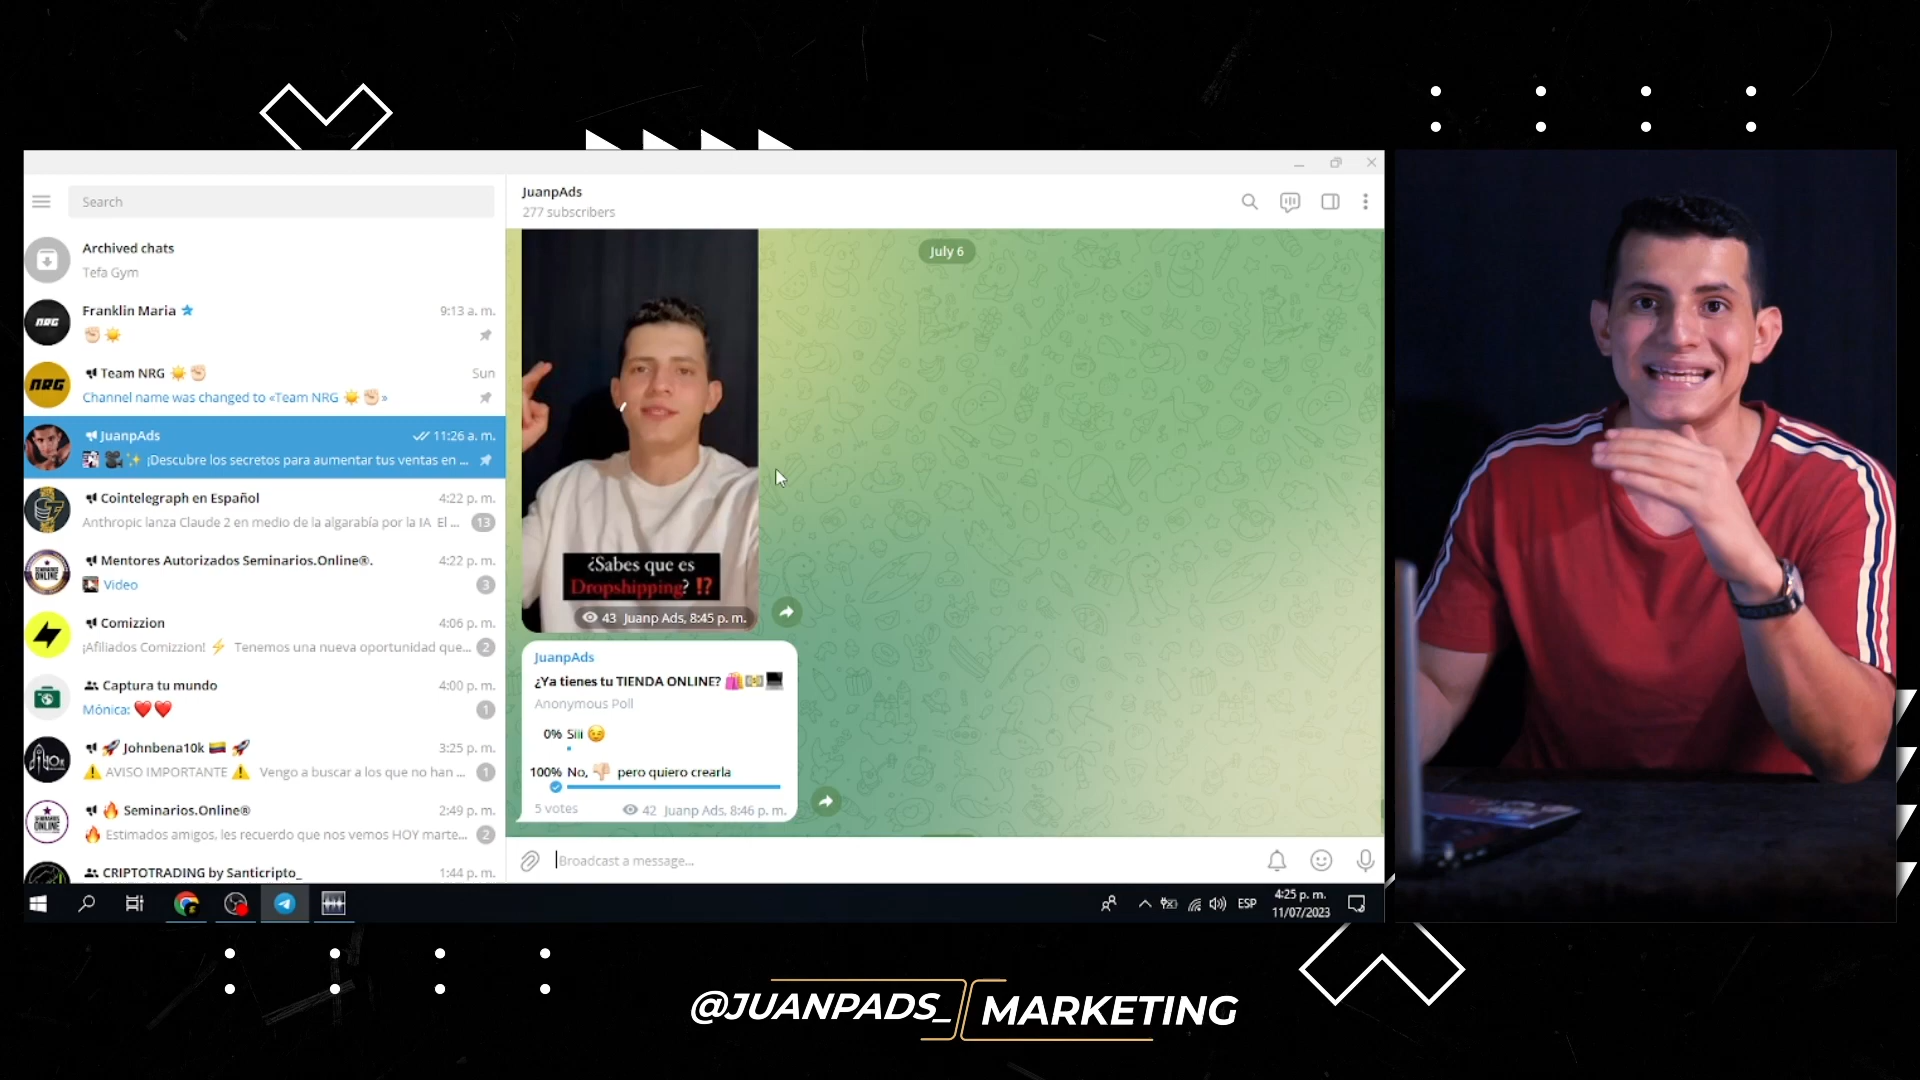 Search
Archived chats
Tefa Gym
Franklin Maria
9:13 a. m.
NRG
Team NRG
Sun
Channel name was changed to «Team NRG
»
NRG
JuanpAds
11:26 a. m.
¡Descubre los secretos para aumentar tus ventas en ...
Cointelegraph en Español
4:22 p. m.
Anthropic lanza Claude 2 en medio de la algarabía por la IA El ...
13
Mentores Autorizados Seminarios.Online®.
4:22 p. m.
Video
3
SEMINARIOS
ONLINE
Comizzion
4:06 p. m.
¡Afiliados Comizzion! ⚡ Tenemos una nueva oportunidad que...
2
Captura tu mundo
4:00 p. m.
Mónica: ❤️❤️
1
Johnbena10k
3:25 p. m.
⚠️ AVISO IMPORTANTE ⚠️ Vengo a buscar a los que no han ...
1
Seminarios.Online®
2:49 p. m.
Estimados amigos, les recuerdo que nos vemos HOY marte...
2
SEMINARIOS
ONLINE
CRIPTOTRADING by Santicripto_
1:44 p. m.
JuanpAds
277 subscribers
July 6
¿Sabes que es
Dropshipping? ⁉️
43 Juanp Ads, 8:45 p. m.
JuanpAds
¿Ya tienes tu TIENDA ONLINE? 🛍️💵💻
Anonymous Poll
0% Siii 😉
100% No, 👎🏻 pero quiero crearla
5 votes
42 Juanp Ads, 8:46 p. m.
Broadcast a message...
ESP
4:25 p. m.
11/07/2023
@JUANPADS_
MARKETING